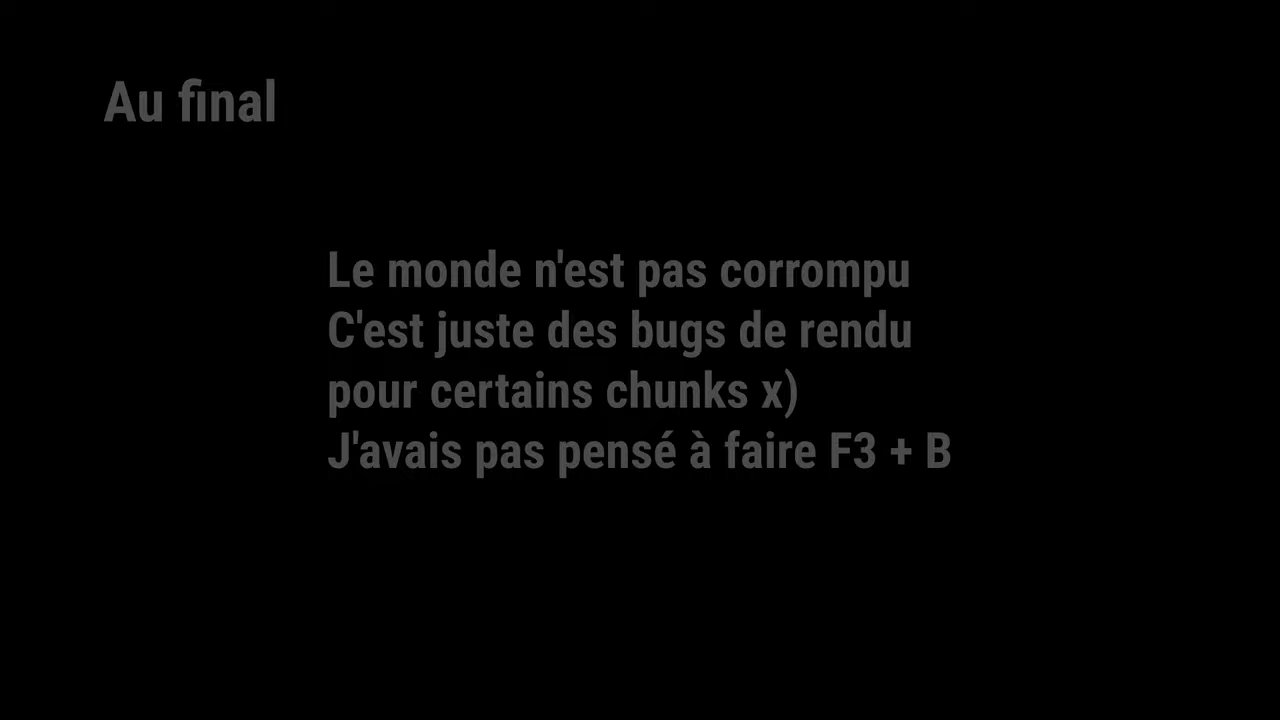 Au final
Le monde n'est pas corrompu
C'est juste des bugs de rendu
pour certains chunks x)
J'avais pas pensé à faire F3 + B